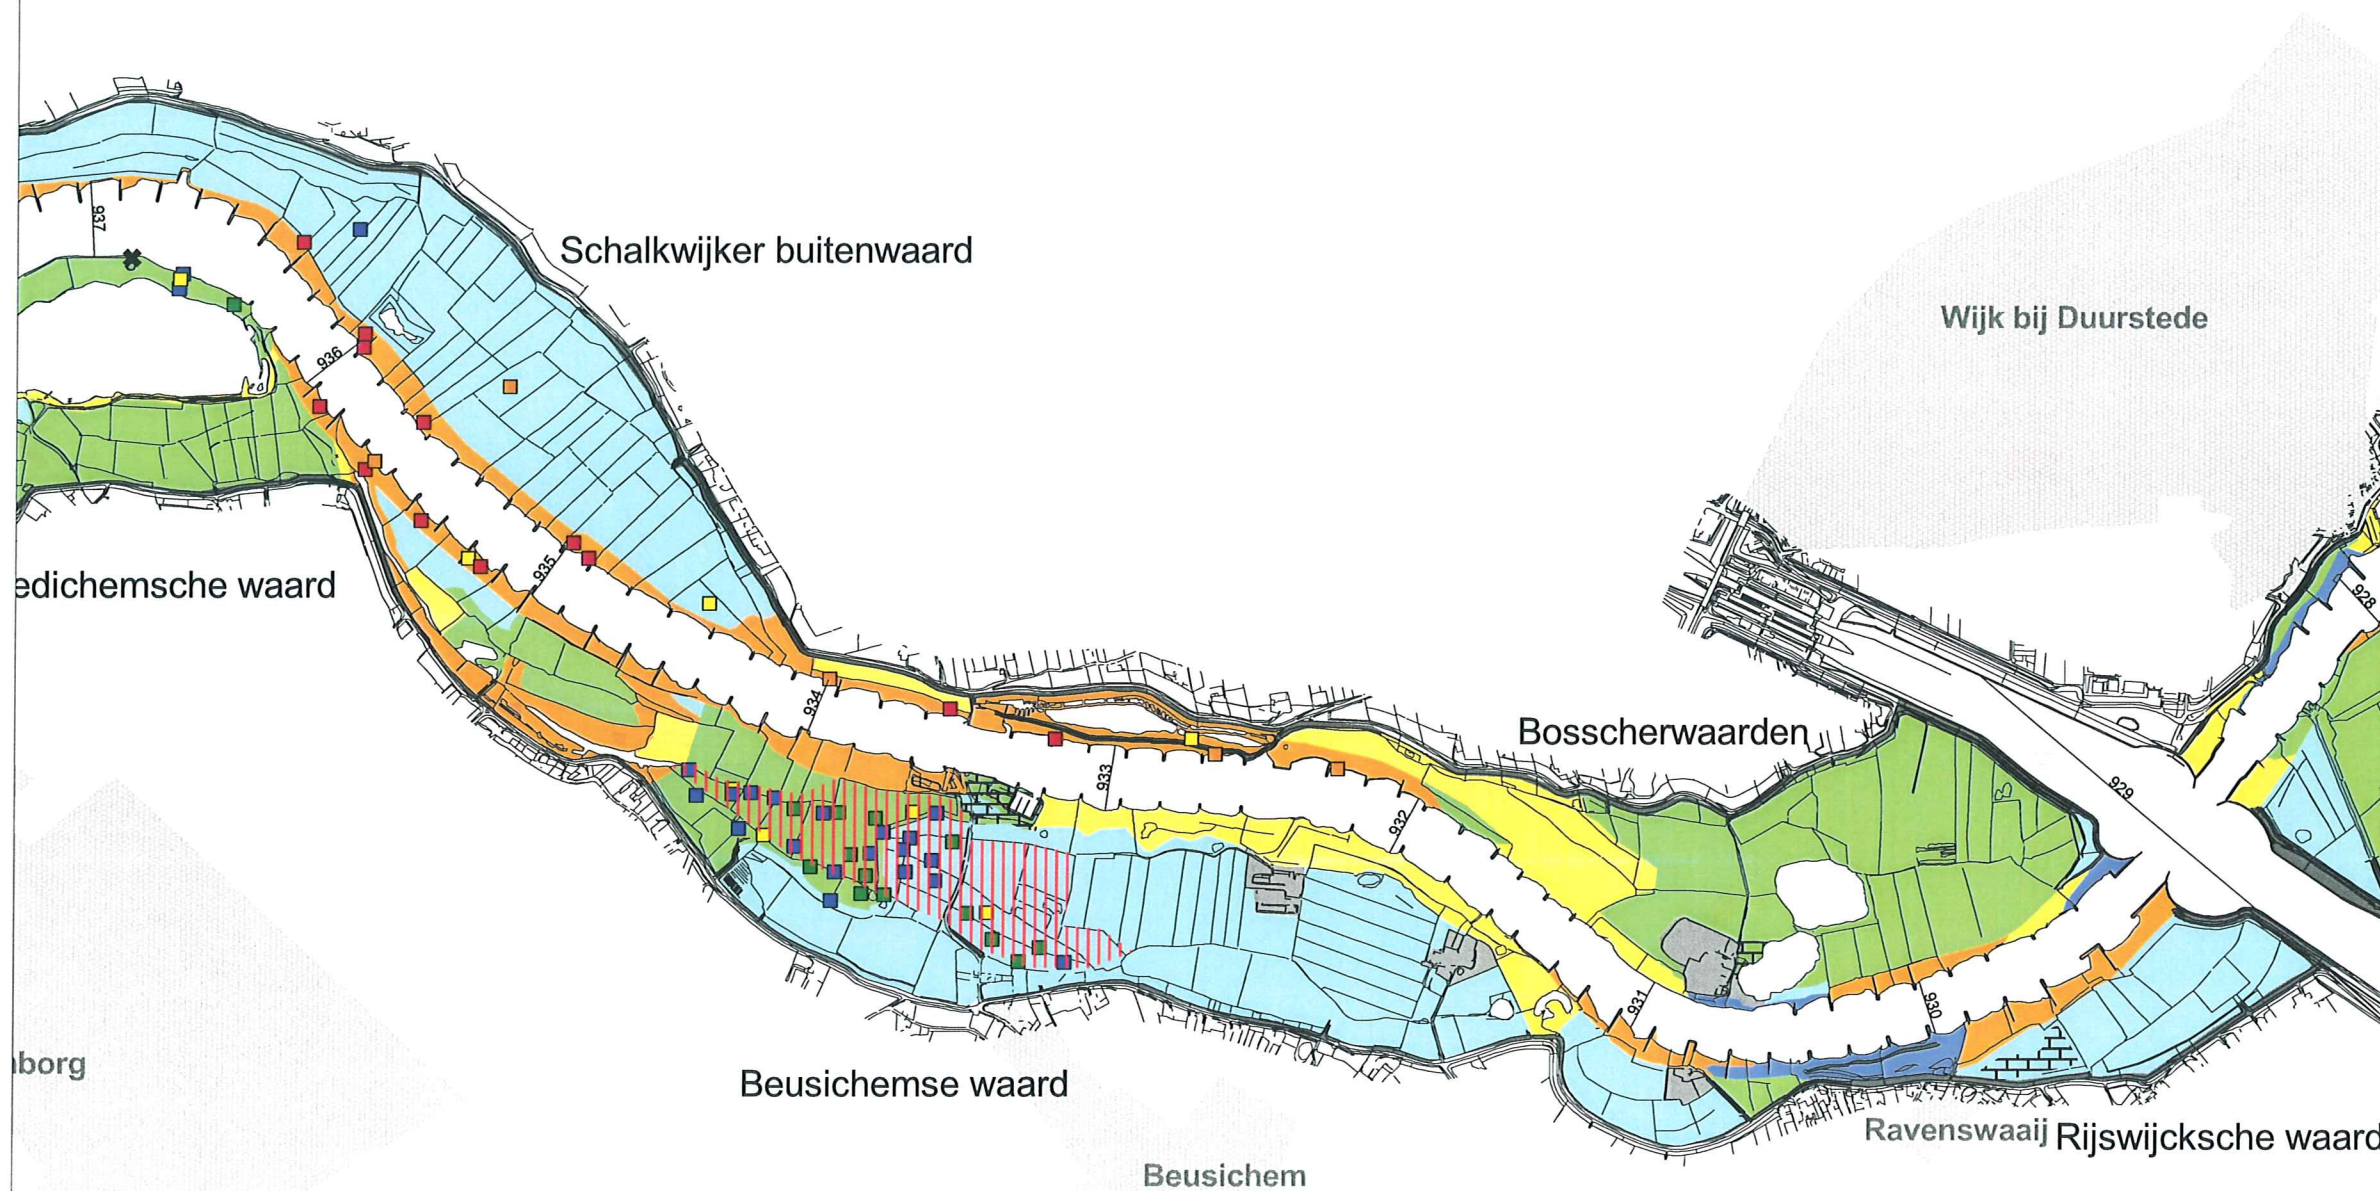 937
Schalkwijker buitenwaard
Wijk bij Duurstede
936
935
edichemsche waard
928
934
Bosscherwaarden
933
929
932
931
930
borg
Beusichemse waard
Ravenswaaij
Rijswijcksche waard
Beusichem